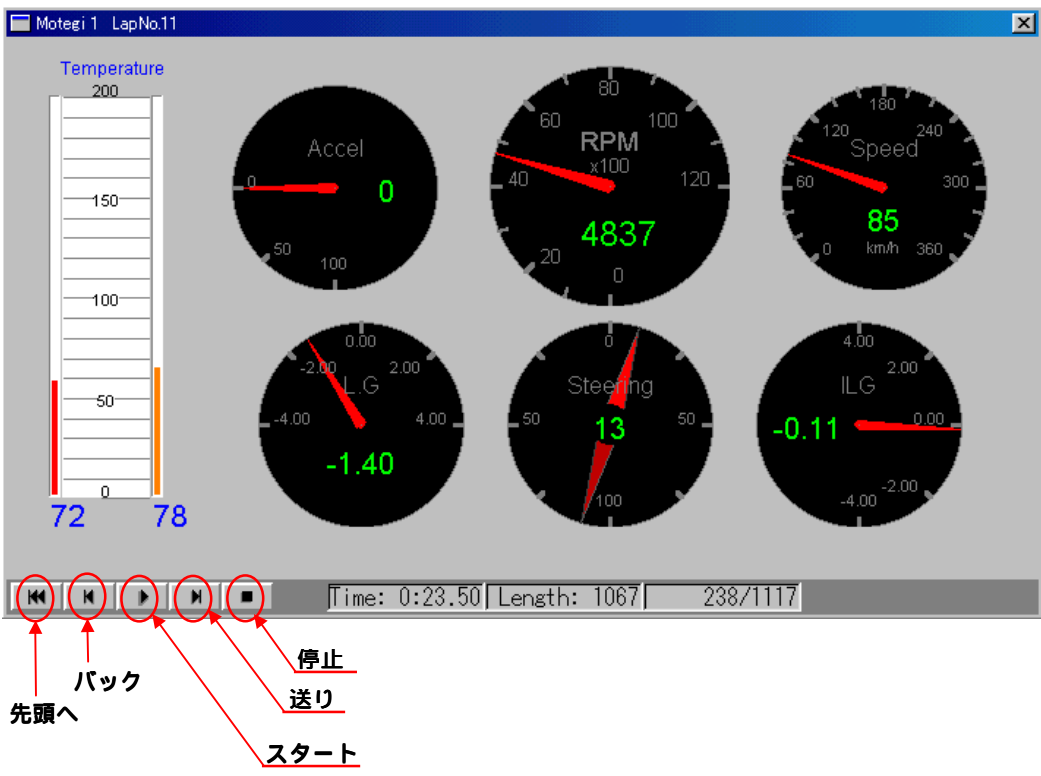 Motegi 1 LapNo.11
Temperature
200
150
100
50
0
72 78
Accel
0
0
50
100
80
60 100
RPM
x100
40 120
4837
20
0
180
120 240
Speed
60 300
85
0 km/h 360
0.00
-2.00 2.00
L.G
-4.00 4.00
-1.40
0
Steering
50 50
13
100
4.00
2.00
ILG
-0.11 0.00
-2.00
-4.00
Time: 0:23.50 Length: 1067 238/1117
停止
バック
送り
先頭へ
スタート